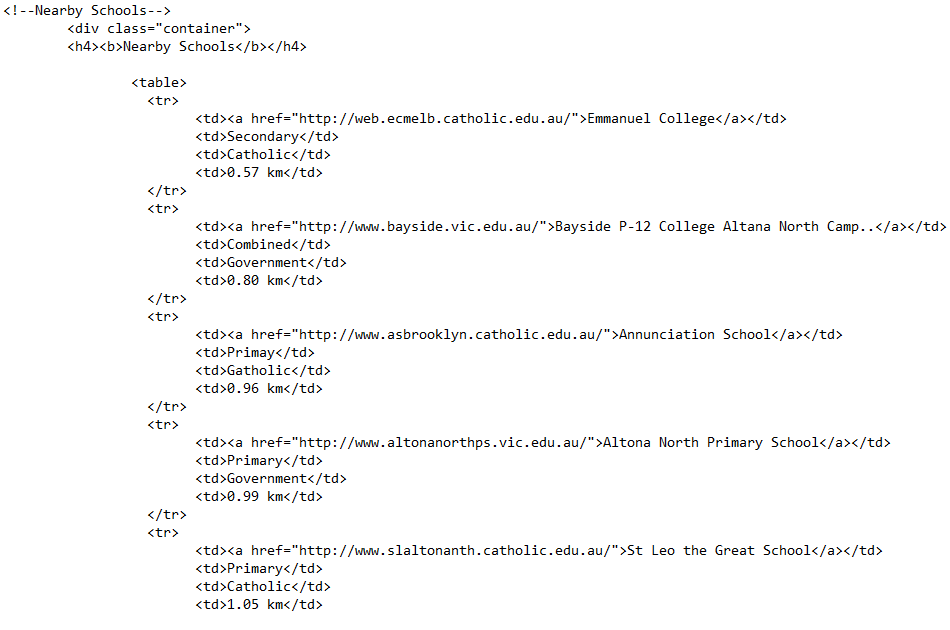 <!--Nearby Schools-->
<div class="container">
<h4><b>Nearby Schools</b></h4>
<table>
<tr>
<td><a href="http://web.ecmelb.catholic.edu.au/">Emmanuel College</a></td>
<td>Secondary</td>
<td>Catholic</td>
<td>0.57 km</td>
</tr>
<tr>
<td><a href="http://www.bayside.vic.edu.au/">Bayside P-12 College Altana North Camp..</a></td>
<td>Combined</td>
<td>Government</td>
<td>0.80 km</td>
</tr>
<tr>
<td><a href="http://www.asbrooklyn.catholic.edu.au/">Annunciation School</a></td>
<td>Primay</td>
<td>Gatholic</td>
<td>0.96 km</td>
</tr>
<tr>
<td><a href="http://www.altonanorthps.vic.edu.au/">Altona North Primary School</a></td>
<td>Primary</td>
<td>Government</td>
<td>0.99 km</td>
</tr>
<tr>
<td><a href="http://www.slaltonanth.catholic.edu.au/">St Leo the Great School</a></td>
<td>Primary</td>
<td>Catholic</td>
<td>1.05 km</td>